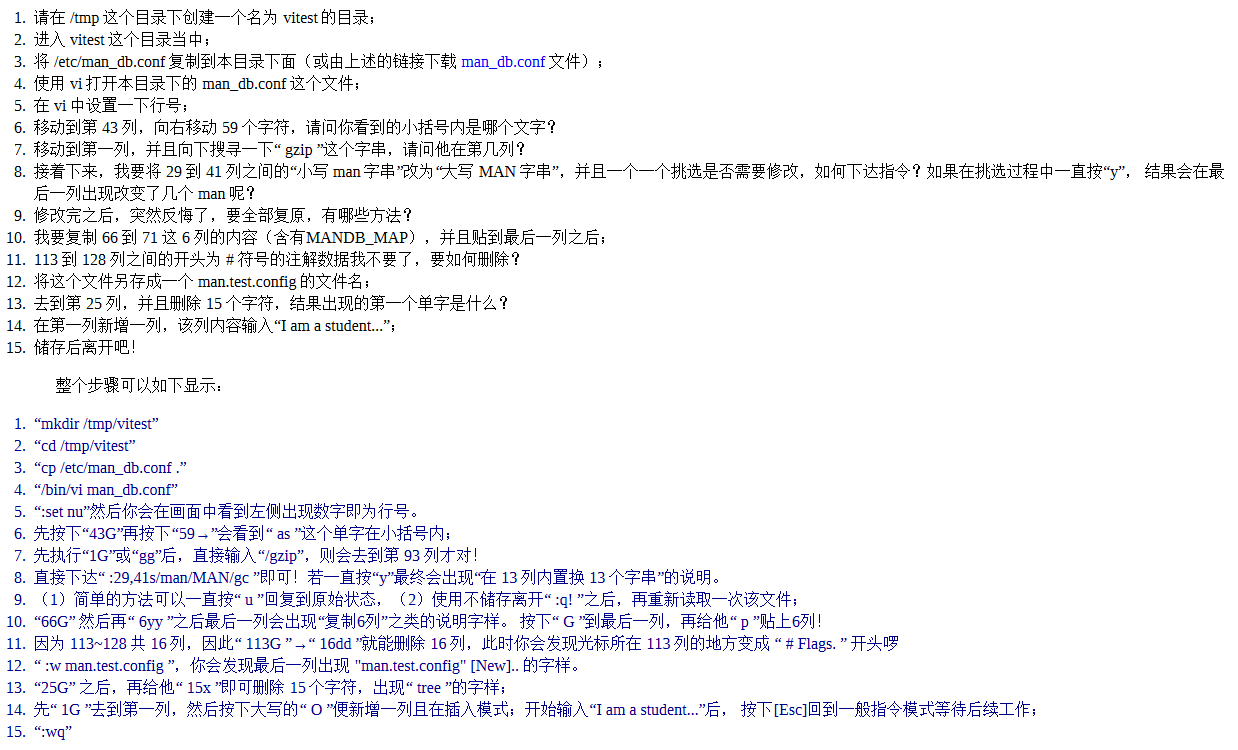 1. 请在 /tmp 这个目录下创建一个名为 vitest 的目录；
2. 进入 vitest 这个目录当中；
3. 将 /etc/man_db.conf 复制到本目录下面（或由上述的链接下载 man_db.conf 文件）；
4. 使用 vi 打开本目录下的 man_db.conf 这个文件；
5. 在 vi 中设置一下行号；
6. 移动到第 43 列，向右移动 59 个字符，请问你看到的小括号内是哪个文字？
7. 移动到第一列，并且向下搜寻一下“ gzip ”这个字串，请问他在第几列？
8. 接着下来，我要将 29 到 41 列之间的“小写 man 字串”改为“大写 MAN 字串”，并且一个一个挑选是否需要修改，如何下达指令？如果在挑选过程中一直按“y”， 结果会在最
后一列出现改变了几个 man 呢？
9. 修改完之后，突然反悔了，要全部复原，有哪些方法？
10. 我要复制 66 到 71 这 6 列的内容（含有MANDB_MAP），并且贴到最后一列之后；
11. 113 到 128 列之间的开头为 # 符号的注解数据我不要了，要如何删除？
12. 将这个文件另存成一个 man.test.config 的文件名；
13. 去到第 25 列，并且删除 15 个字符，结果出现的第一个单字是什么？
14. 在第一列新增一列，该列内容输入“I am a student...”；
15. 储存后离开吧！
整个步骤可以如下显示：
1. “mkdir /tmp/vitest”
2. “cd /tmp/vitest”
3. “cp /etc/man_db.conf .”
4. “/bin/vi man_db.conf”
5. “:set nu”然后你会在画面中看到左侧出现数字即为行号。
6. 先按下“43G”再按下“59→”会看到“ as ”这个单字在小括号内；
7. 先执行“1G”或“gg”后，直接输入“/gzip”，则会去到第 93 列才对！
8. 直接下达“ :29,41s/man/MAN/gc ”即可！若一直按“y”最终会出现“在 13 列内置换 13 个字串”的说明。
9. （1）简单的方法可以一直按“ u ”回复到原始状态，（2）使用不储存离开“ :q! ”之后，再重新读取一次该文件；
10. “66G” 然后再“ 6yy ”之后最后一列会出现“复制6列”之类的说明字样。 按下“ G ”到最后一列，再给他“ p ”贴上6列！
11. 因为 113~128 共 16 列，因此“ 113G ”→“ 16dd ”就能删除 16 列，此时你会发现光标所在 113 列的地方变成 “ # Flags. ” 开头啰
12. “ :w man.test.config ”，你会发现最后一列出现 "man.test.config" [New].. 的字样。
13. “25G” 之后，再给他“ 15x ”即可删除 15 个字符，出现“ tree ”的字样；
14. 先“ 1G ”去到第一列，然后按下大写的“ O ”便新增一列且在插入模式；开始输入“I am a student...”后， 按下[Esc]回到一般指令模式等待后续工作；
15. “:wq”